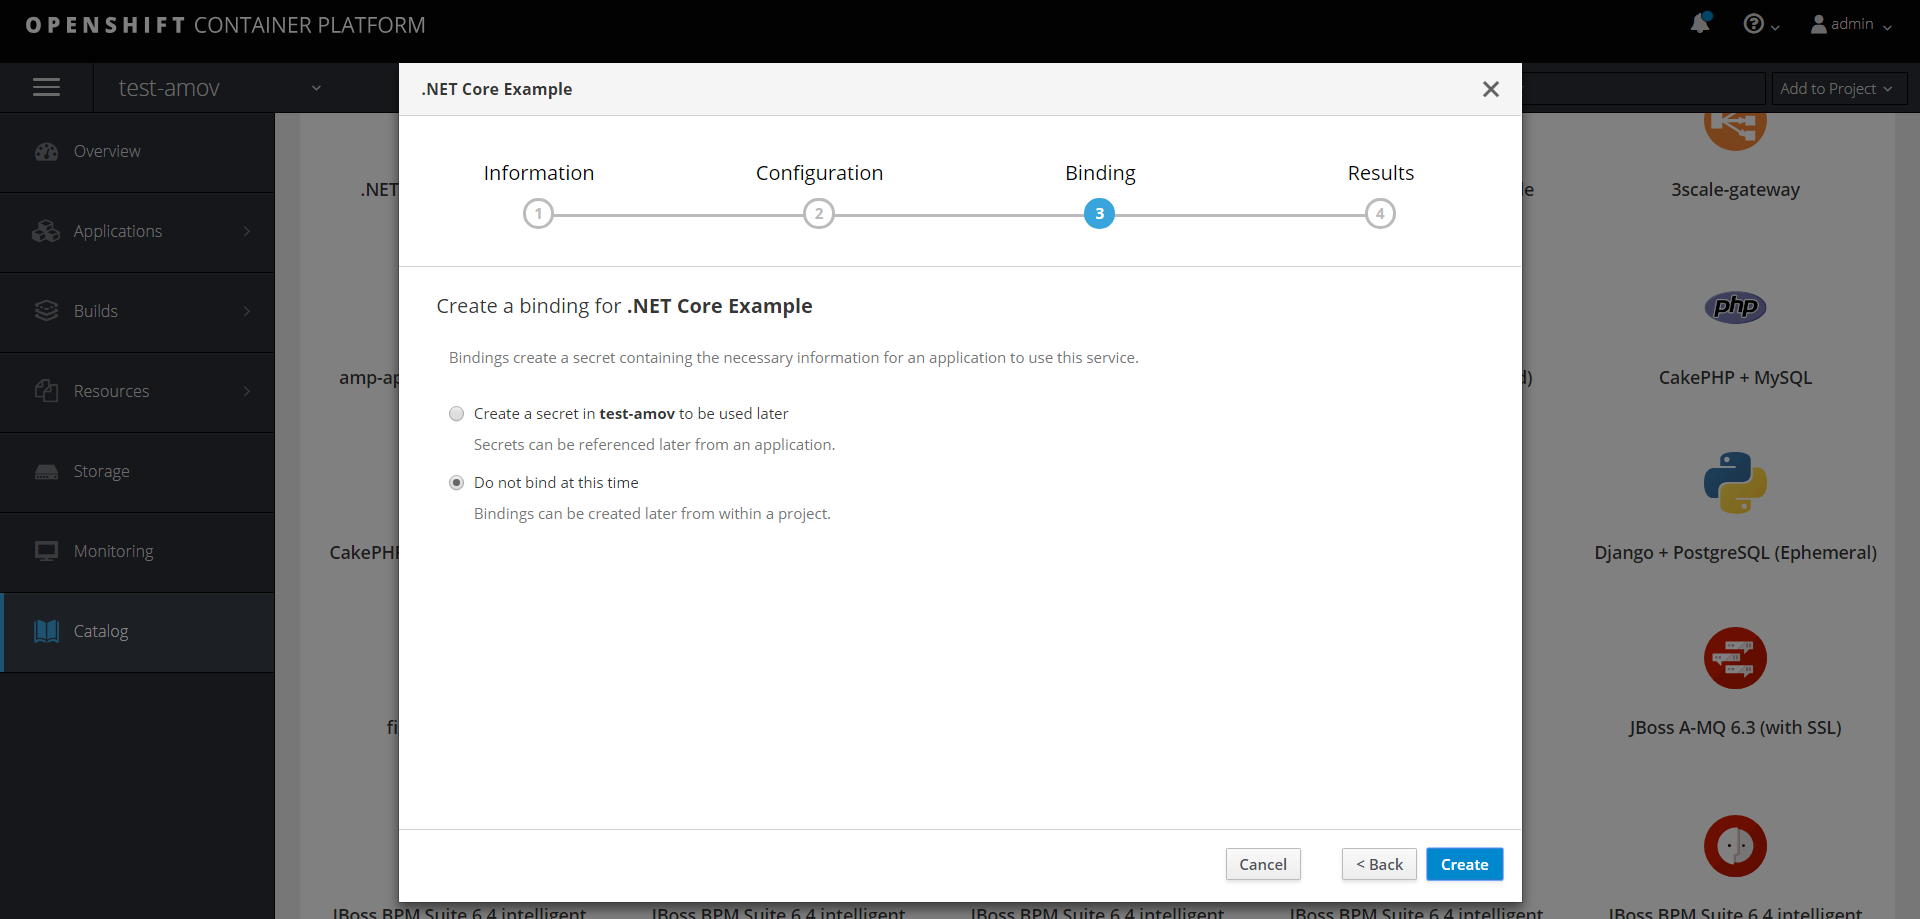 OPENSHIFT CONTAINER PLATFORM
admin
test-amov
Add to Project
.NET Core Example
Overview
Applications
Builds
Resources
Storage
Monitoring
Catalog
Information
Configuration
Binding
Results
1
2
3
4
Create a binding for .NET Core Example
Bindings create a secret containing the necessary information for an application to use this service.
Create a secret in test-amov to be used later
Secrets can be referenced later from an application.
Do not bind at this time
Bindings can be created later from within a project.
Cancel
< Back
Create
.NET
3scale-gateway
php
CakePHP + MySQL
Django + PostgreSQL (Ephemeral)
JBoss A-MQ 6.3 (with SSL)
JBoss BPM Suite 6.4 intelligent
JBoss BPM Suite 6.4 intelligent
JBoss BPM Suite 6.4 intelligent
JBoss BPM Suite 6.4 intelligent
JBoss BPM Suite 6.4 intelligent